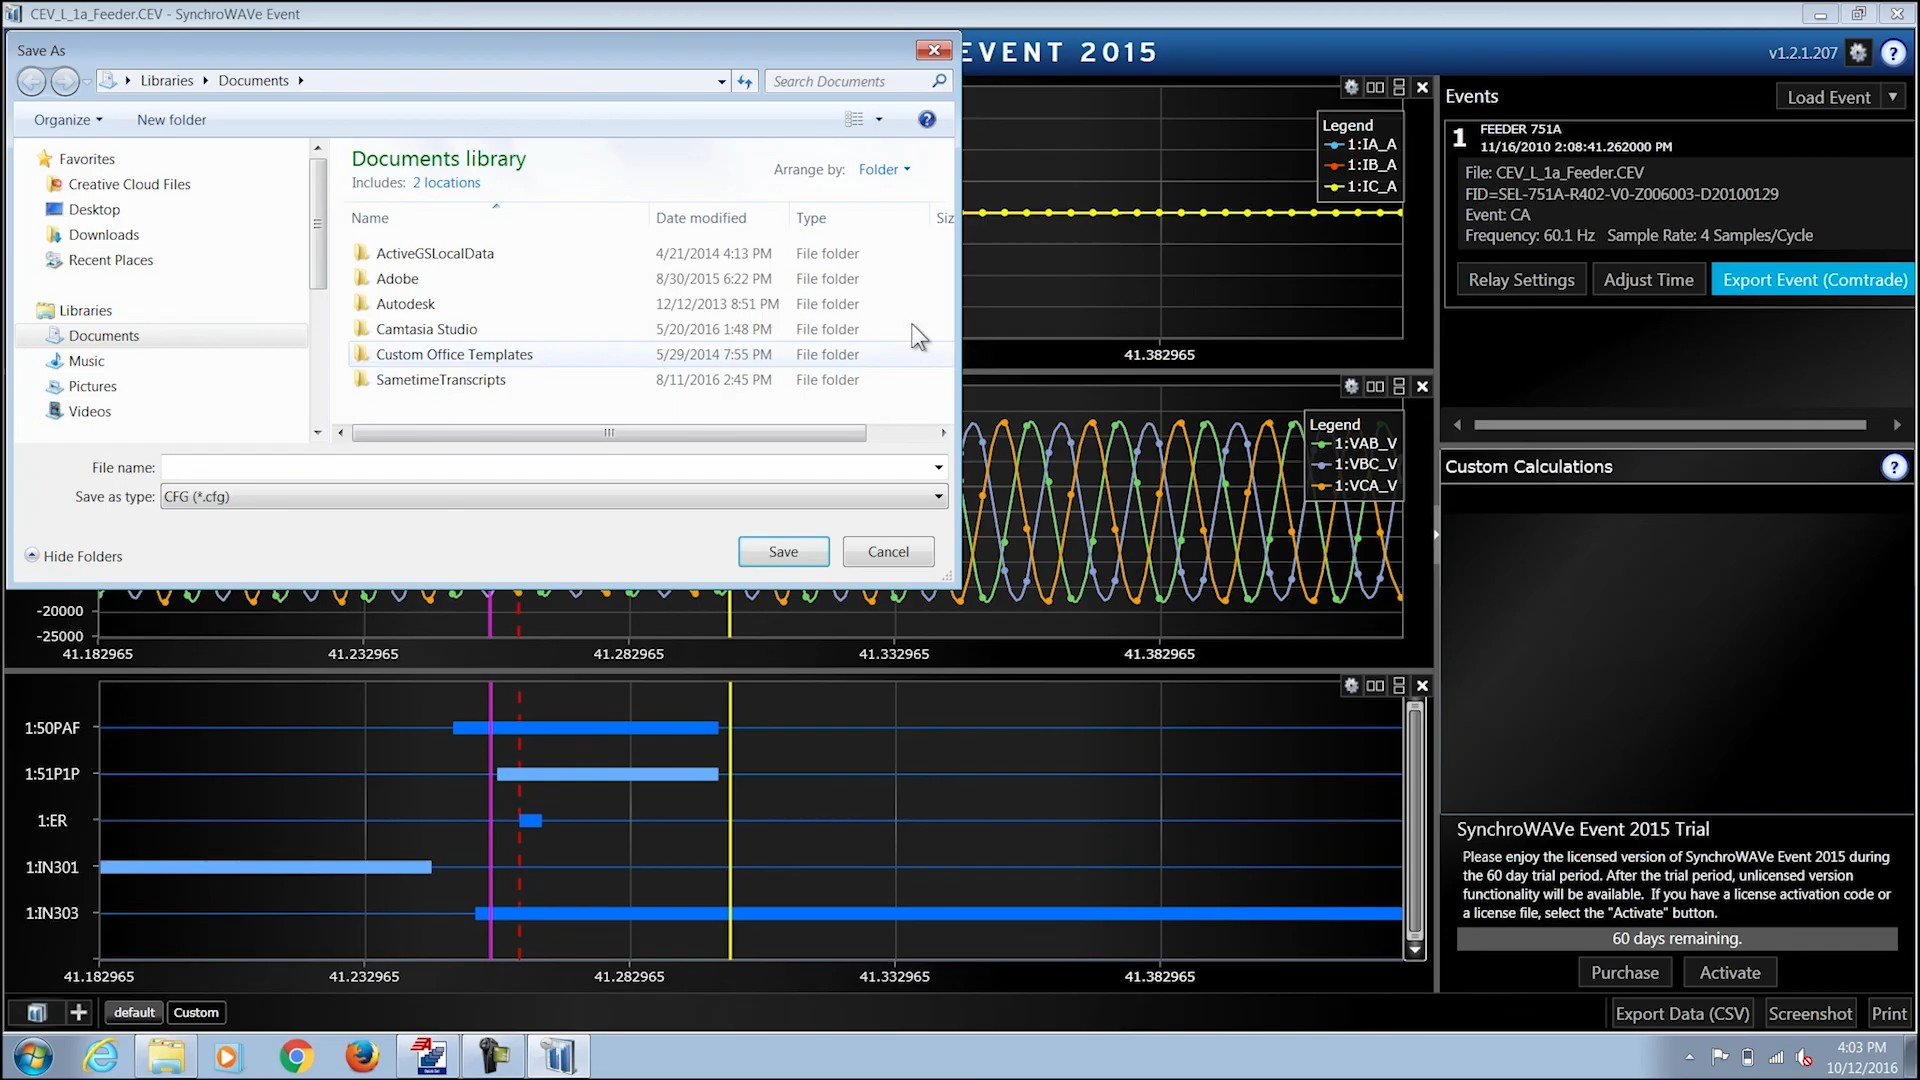 CEV_L_1a_Feeder.CEV - SynchroWAVe Event
EVENT 2015
v1.2.1.207
Save As
Libraries
Documents
Search Documents
Organize
New folder
Favorites
Creative Cloud Files
Desktop
Downloads
Recent Places
Libraries
Documents
Music
Pictures
Videos
Documents library
Includes: 2 locations
Arrange by: Folder
Name Date modified Type Siz
ActiveGSLocalData 4/21/2014 4:13 PM File folder
Adobe 8/30/2015 6:22 PM File folder
Autodesk 12/12/2013 8:51 PM File folder
Camtasia Studio 5/20/2016 1:48 PM File folder
Custom Office Templates 5/29/2014 7:55 PM File folder
SametimeTranscripts 8/11/2016 2:45 PM File folder
File name:
Save as type: CFG (*.cfg)
Hide Folders
Save
Cancel
Legend
1:IA_A
1:IB_A
1:IC_A
41.382965
Legend
1:VAB_V
1:VBC_V
1:VCA_V
-20000
-25000
41.182965 41.232965 41.282965 41.332965 41.382965
1:50PAF
1:51P1P
1:ER
1:IN301
1:IN303
41.182965 41.232965 41.282965 41.332965 41.382965
Events
Load Event
1
FEEDER 751A
11/16/2010 2:08:41.262000 PM
File: CEV_L_1a_Feeder.CEV
FID=SEL-751A-R402-V0-Z006003-D20100129
Event: CA
Frequency: 60.1 Hz Sample Rate: 4 Samples/Cycle
Relay Settings
Adjust Time
Export Event (Comtrade)
Custom Calculations
SynchroWAVe Event 2015 Trial
Please enjoy the licensed version of SynchroWAVe Event 2015 during
the 60 day trial period. After the trial period, unlicensed version
functionality will be available. If you have a license activation code or
a license file, select the "Activate" button.
60 days remaining.
Purchase
Activate
default
Custom
Export Data (CSV)
Screenshot
Print
4:03 PM
10/12/2016